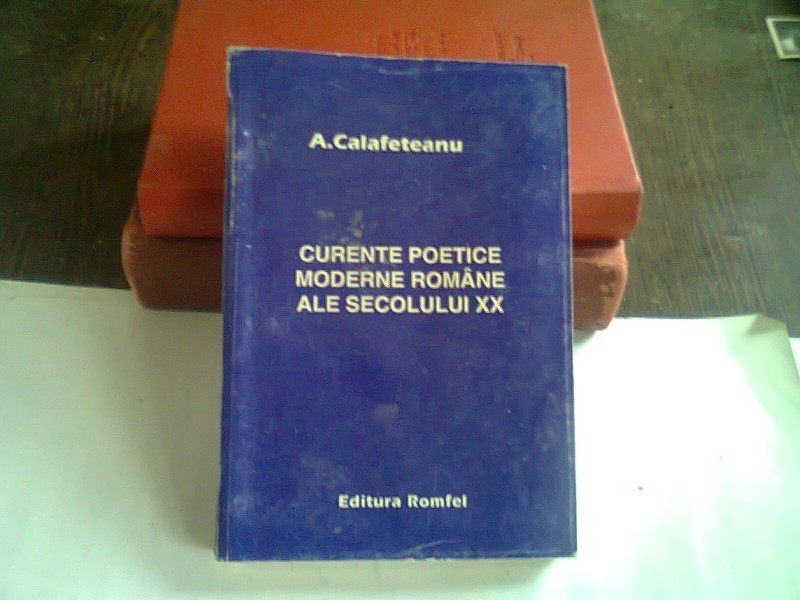 A.Calafeteanu
CURENTE POETICE
MODERNE ROMÂNE
ALE SECOLULUI XX
Editura Romfel